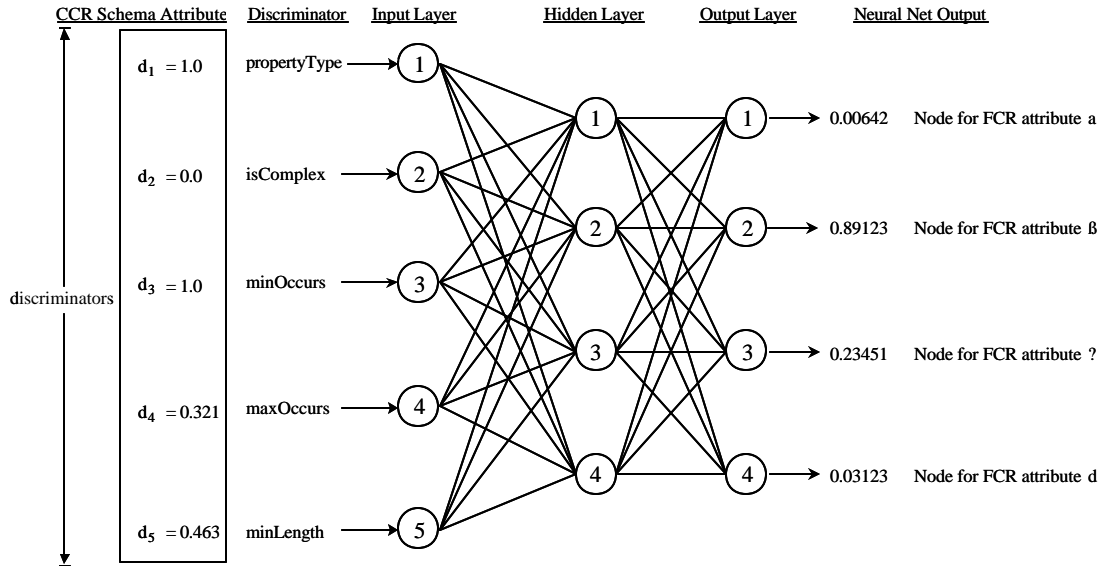 CCR Schema Attribute Discriminator Input Layer Hidden Layer Output Layer Neural Net Output
d1 = 1.0 propertyType 1
1 1 0.00642 Node for FCR attribute a
d2 = 0.0 isComplex 2
2 2 0.89123 Node for FCR attribute ß
d3 = 1.0 minOccurs 3
discriminators
3 3 0.23451 Node for FCR attribute ?
d4 = 0.321 maxOccurs 4
4 4 0.03123 Node for FCR attribute d
d5 = 0.463 minLength 5